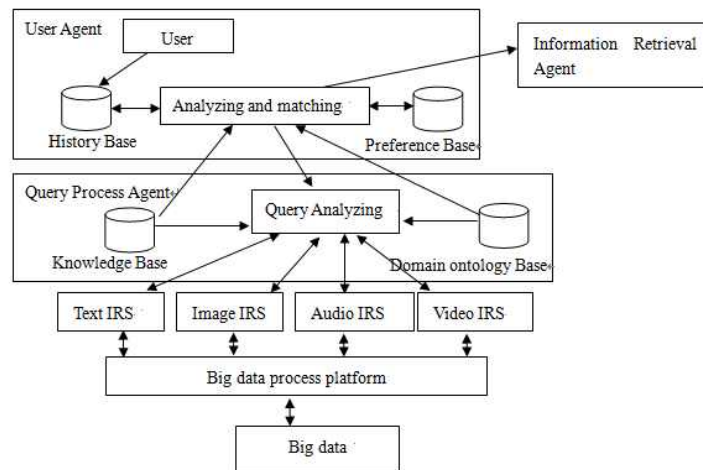 User Agent
User
Information Retrieval
Agent
Analyzing and matching
History Base
Preference Base
Query Process Agent
Query Analyzing
Knowledge Base
Domain ontology Base
Text IRS
Image IRS
Audio IRS
Video IRS
Big data process platform
Big data